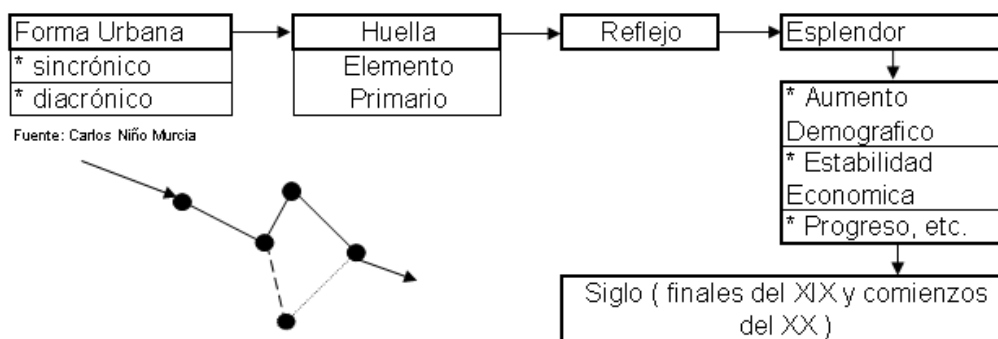 Forma Urbana
* sincrónico
* diacrónico
Fuente: Carlos Niño Murcia
Huella
Elemento
Primario
Reflejo
Esplendor
* Aumento
Demografico
* Estabilidad
Economica
* Progreso, etc.
Siglo ( finales del XIX y comienzos
del XX )